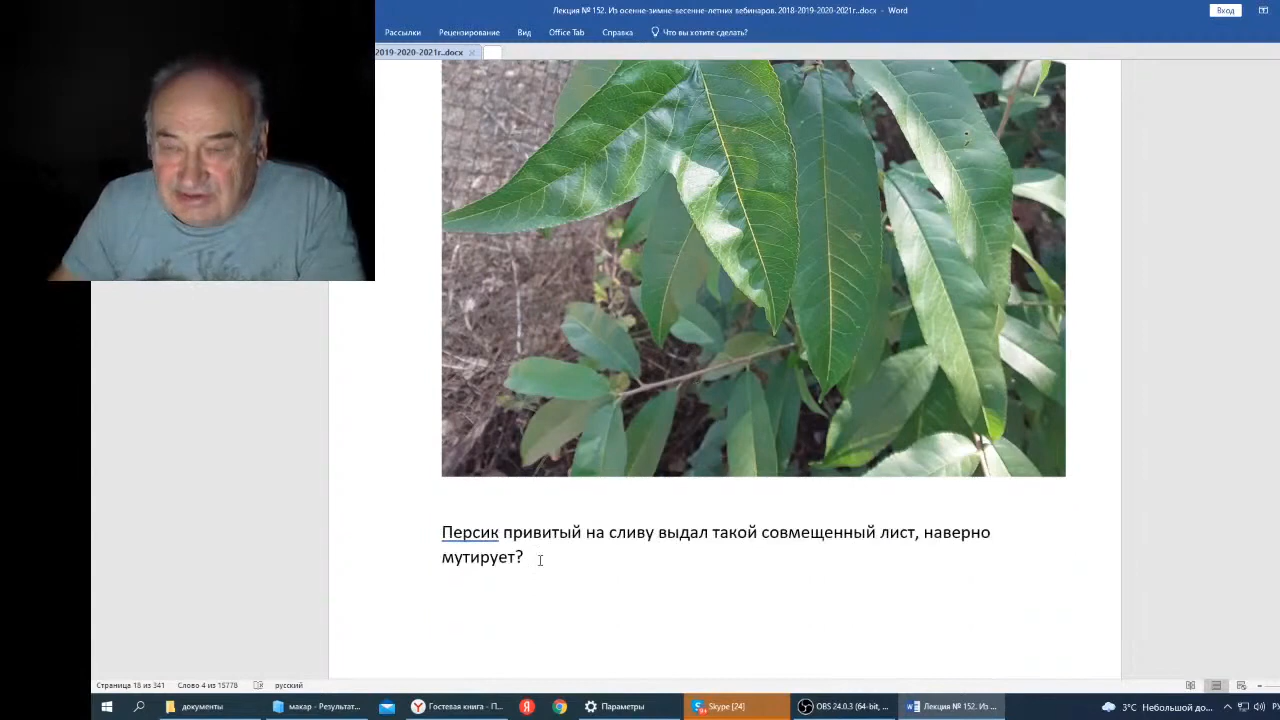 Лекция № 152. Из осенне-зимне-весенне-летних вебинаров. 2018-2019-2020-2021г..docx - Word
Вход
Рассылки Рецензирование Вид Office Tab Справка Что вы хотите сделать?
2019-2020-2021г..docx
Персик привитый на сливу выдал такой совмещенный лист, наверно
мутирует?
Страница 18 из 341 Слово 4 из 15778 русский
документы макар - Результат... Гостевая книга - П... Параметры Skype [24] OBS 24.0.3 (64-bit, ... Лекция № 152. Из ... 3°C Небольшой до...